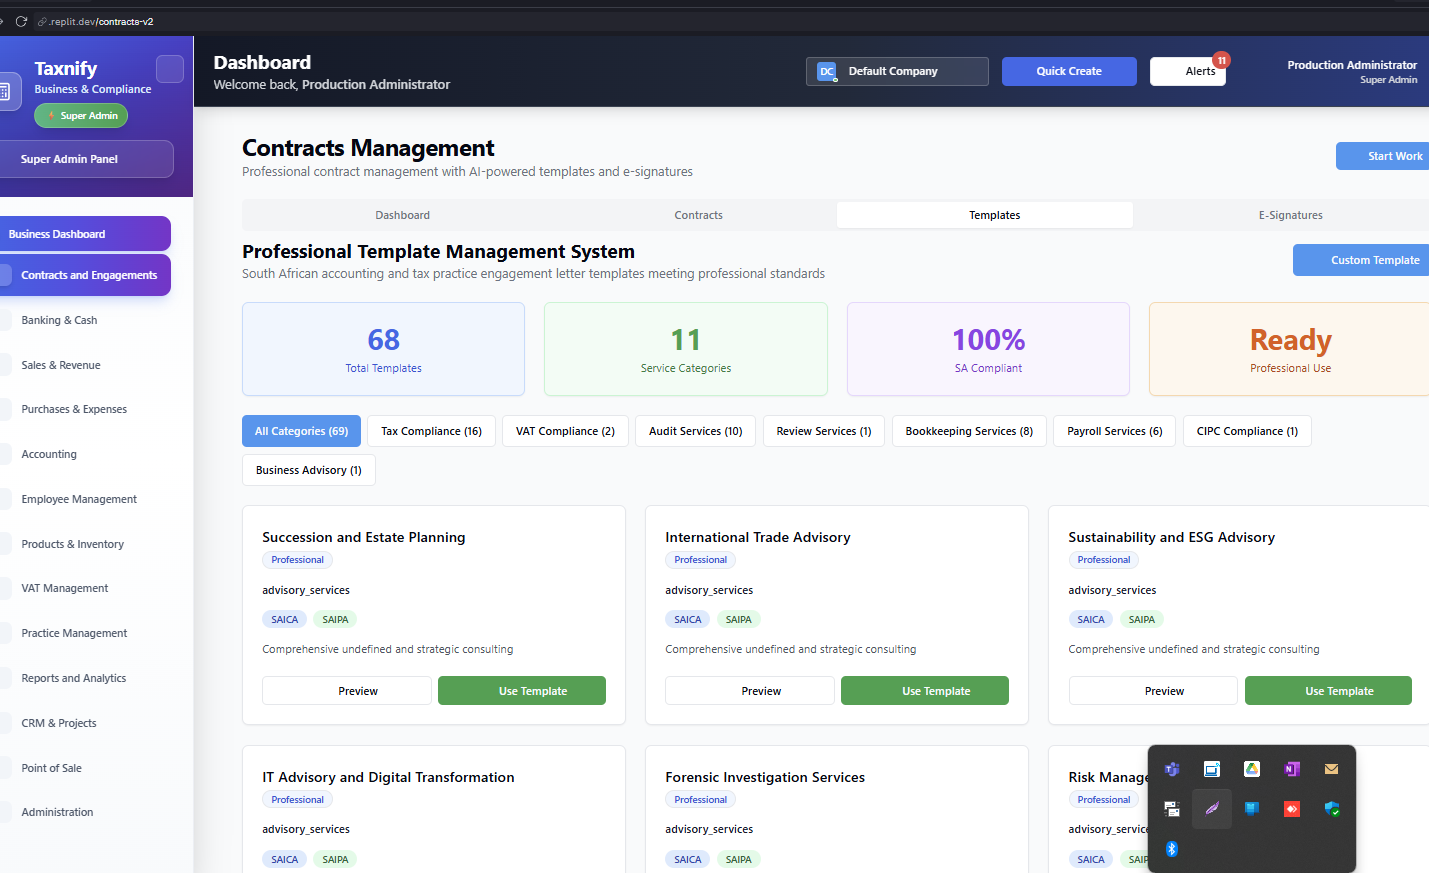 .replit.dev/contracts-v2
Taxnify
Business & Compliance
Super Admin
Super Admin Panel
Business Dashboard
Contracts and Engagements
Banking & Cash
Sales & Revenue
Purchases & Expenses
Accounting
Employee Management
Products & Inventory
VAT Management
Practice Management
Reports and Analytics
CRM & Projects
Point of Sale
Administration
Dashboard
Welcome back, Production Administrator
DC Default Company
Quick Create
Alerts 11
Production Administrator
Super Admin
Contracts Management
Professional contract management with AI-powered templates and e-signatures
Start Work
Dashboard Contracts Templates E-Signatures
Professional Template Management System
South African accounting and tax practice engagement letter templates meeting professional standards
Custom Template
68
Total Templates
11
Service Categories
100%
SA Compliant
Ready
Professional Use
All Categories (69) Tax Compliance (16) VAT Compliance (2) Audit Services (10) Review Services (1) Bookkeeping Services (8) Payroll Services (6) CIPC Compliance (1)
Business Advisory (1)
Succession and Estate Planning
Professional
advisory_services
SAICA SAIPA
Comprehensive undefined and strategic consulting
Preview Use Template
International Trade Advisory
Professional
advisory_services
SAICA SAIPA
Comprehensive undefined and strategic consulting
Preview Use Template
Sustainability and ESG Advisory
Professional
advisory_services
SAICA SAIPA
Comprehensive undefined and strategic consulting
Preview Use Template
IT Advisory and Digital Transformation
Professional
advisory_services
SAICA SAIPA
Forensic Investigation Services
Professional
advisory_services
SAICA SAIPA
Risk Manage
Professional
advisory_servic
SAICA SAIP